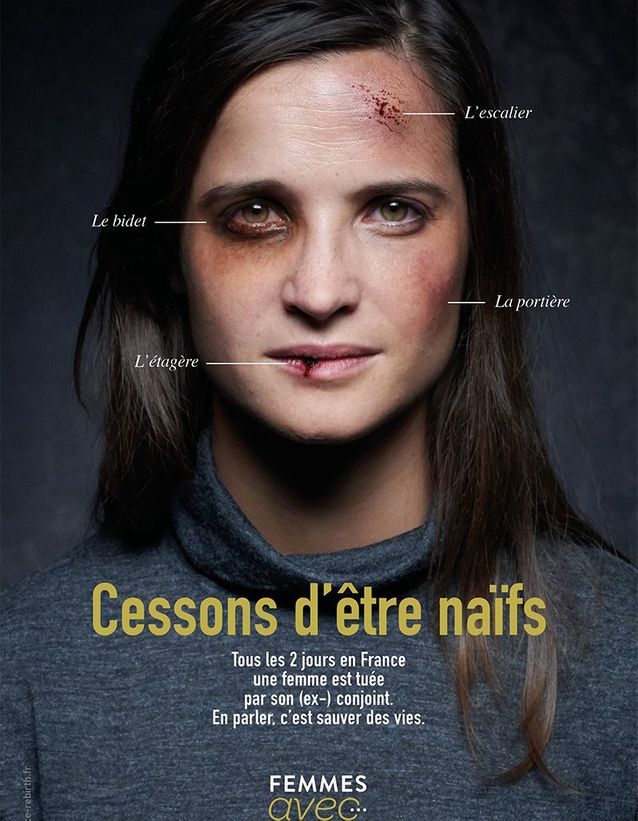 L'escalier
Le bidet
La portière
L'étagère
Cessons d'être naïfs
Tous les 2 jours en France
une femme est tuée
par son (ex-) conjoint.
En parler, c'est sauver des vies.
FEMMES
avec...